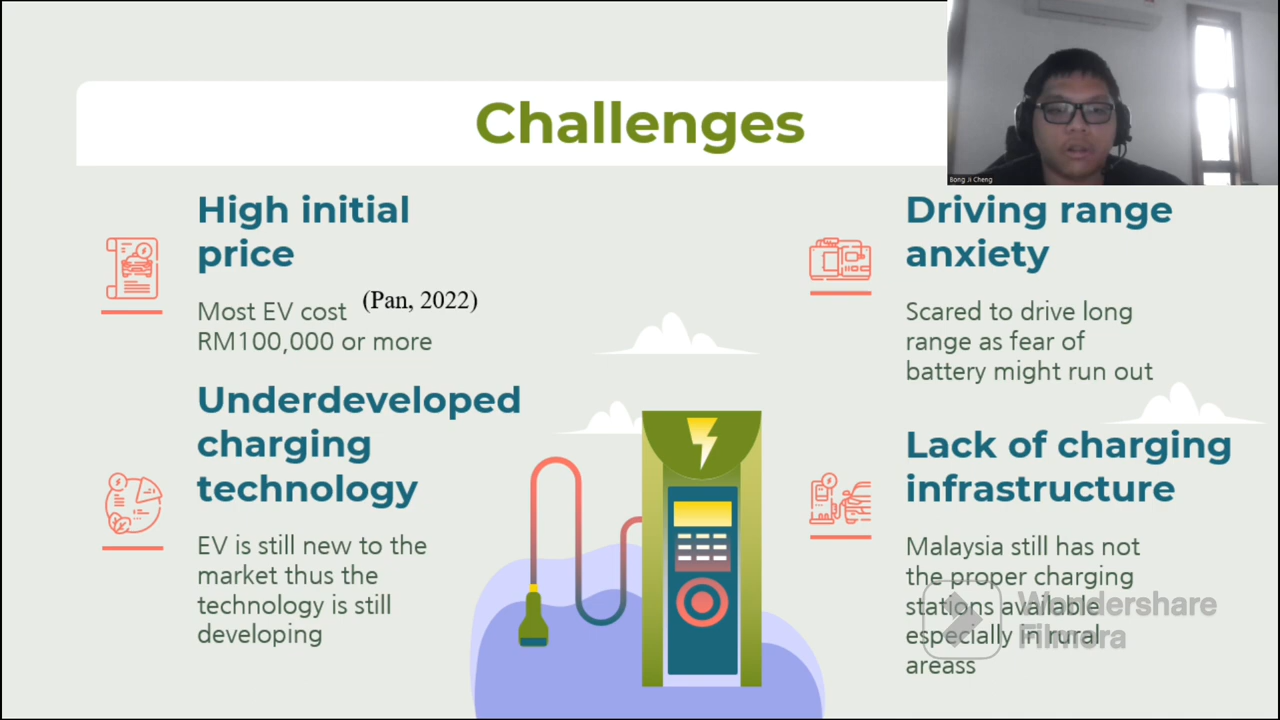 Challenges
Bong Ji Cheng
High initial
price
Most EV cost (Pan, 2022)
RM100,000 or more
Underdeveloped
charging
technology
EV is still new to the
market thus the
technology is still
developing
Driving range
anxiety
Scared to drive long
range as fear of
battery might run out
Lack of charging
infrastructure
Malaysia still has not
the proper charging
stations available
especially in rural
areass
Wondershare
Filmora